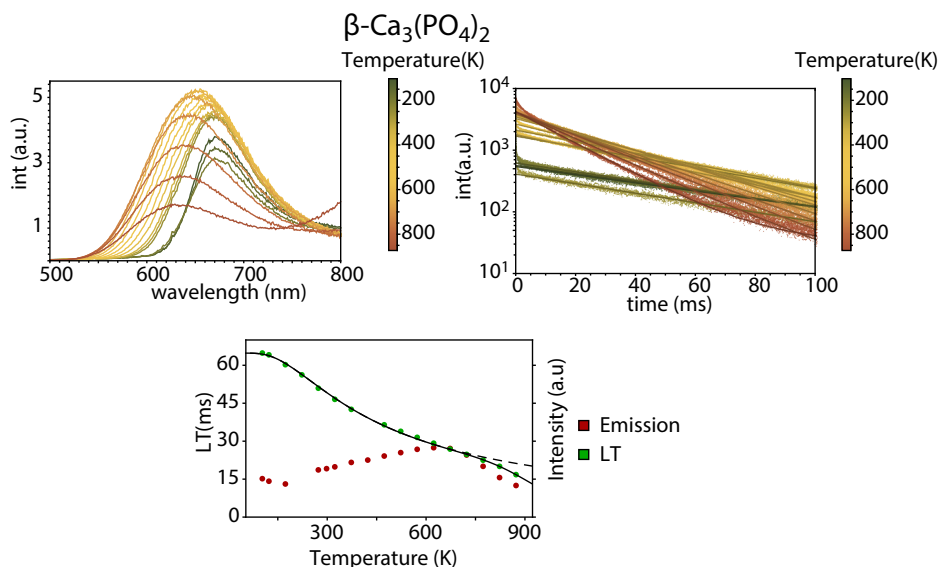 β-Ca3(PO4)2
Temperature(K)
5
3
1
int (a.u.)
500 600 700 800
wavelength (nm)
200
400
600
800
Temperature(K)
10^4
10^3
10^2
10^1
int(a.u.)
0 20 40 60 80 100
time (ms)
200
400
600
800
60
45
30
15
0
LT(ms)
300 600 900
Temperature (K)
Intensity (a.u)
Emission
LT